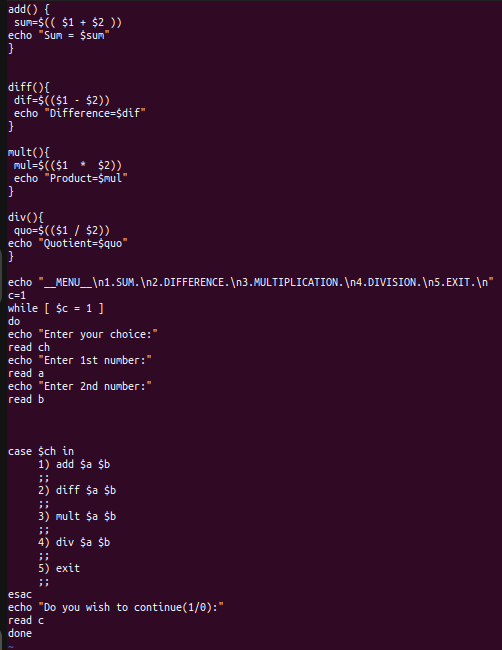 add() {
 sum=$(( $1 + $2 ))
echo "Sum = $sum"
}
diff(){
 dif=$(($1 - $2))
 echo "Difference=$dif"
}
mult(){
 mul=$(($1  *  $2))
 echo "Product=$mul"
}
div(){
 quo=$(($1 / $2))
echo "Quotient=$quo"
}
echo "__MENU__\n1.SUM.\n2.DIFFERENCE.\n3.MULTIPLICATION.\n4.DIVISION.\n5.EXIT.\n"
c=1
while [ $c = 1 ]
do
echo "Enter your choice:"
read ch
echo "Enter 1st number:"
read a
echo "Enter 2nd number:"
read b
case $ch in
     1) add $a $b
     ;;
     2) diff $a $b
     ;;
     3) mult $a $b
     ;;
     4) div $a $b
     ;;
     5) exit
     ;;
esac
echo "Do you wish to continue(1/0):"
read c
done
~